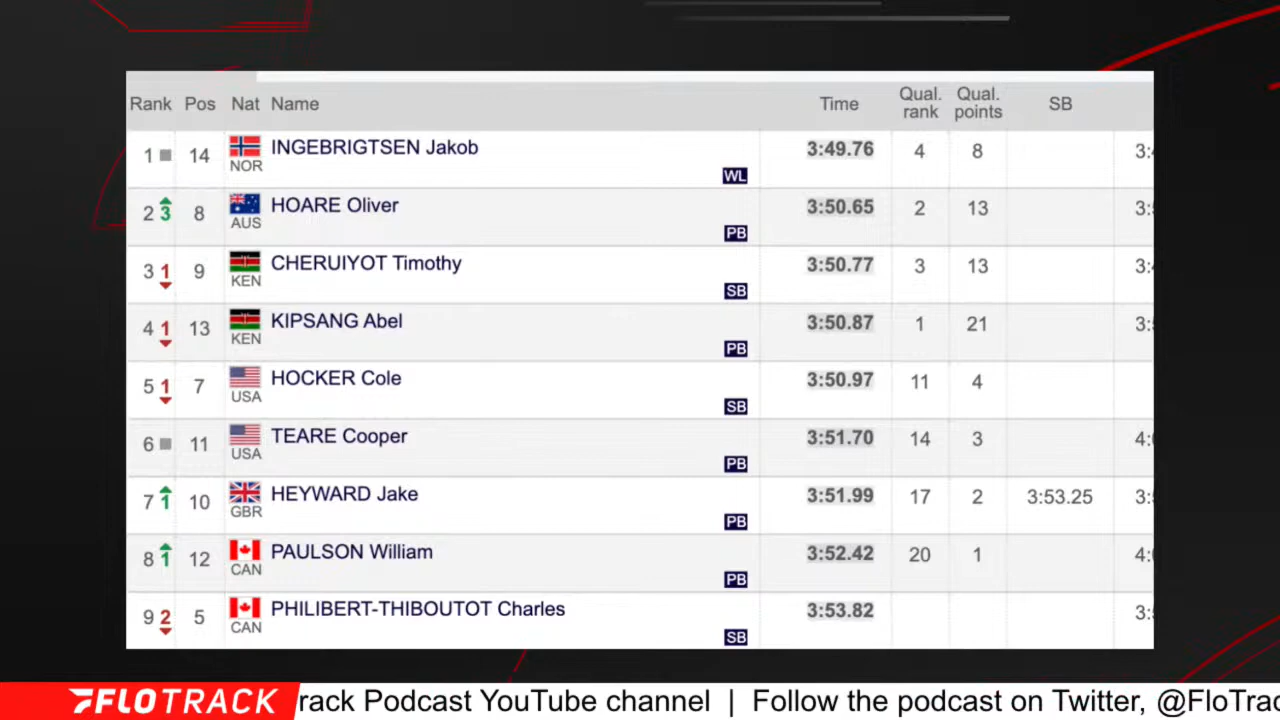 Rank Pos Nat Name Time Qual. rank Qual. points SB
1 14 NOR INGEBRIGTSEN Jakob WL 3:49.76 4 8
2 3 8 AUS HOARE Oliver PB 3:50.65 2 13
3 1 9 KEN CHERUIYOT Timothy SB 3:50.77 3 13
4 1 13 KEN KIPSANG Abel PB 3:50.87 1 21
5 1 7 USA HOCKER Cole SB 3:50.97 11 4
6 11 USA TEARE Cooper PB 3:51.70 14 3
7 1 10 GBR HEYWARD Jake PB 3:51.99 17 2 3:53.25
8 1 12 CAN PAULSON William PB 3:52.42 20 1
9 2 5 CAN PHILIBERT-THIBOUTOT Charles SB 3:53.82
FLOTRACK rack Podcast YouTube channel | Follow the podcast on Twitter, @FloTrac